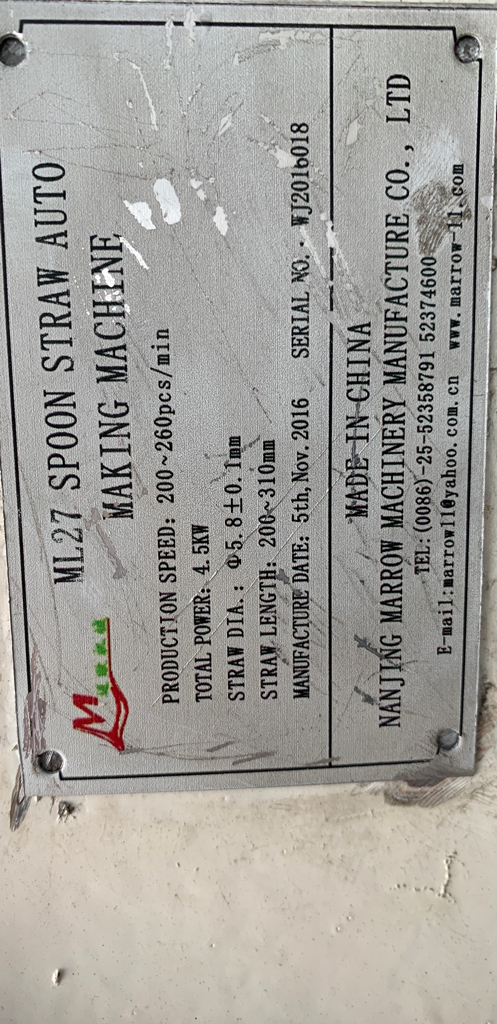 ML27 SPOON STRAW AUTO
MAKING MACHINE
PRODUCTION SPEED: 200~260pcs/min
TOTAL POWER: 4.5KW
STRAW DIA.: Φ5.8±0.1mm
STRAW LENGTH: 200~310mm
MANUFACTURE DATE: 5th, Nov. 2016 SERIAL NO.. WJ2016018
MADE IN CHINA
NANJING MARROW MACHINERY MANUFACTURE CO., LTD
TEL:(0086)-25-52358791 52374600
E-mail:marrow11@yahoo.com.cn www.marrow-11.com